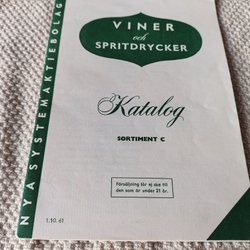 NYA SYSTEMAKTIEBOLAGET
VINER
och
SPRITDRYCKER
Katalog
SORTIMENT C
Försäljning får ej ske till
den som är under 21 år.
1.10. 61